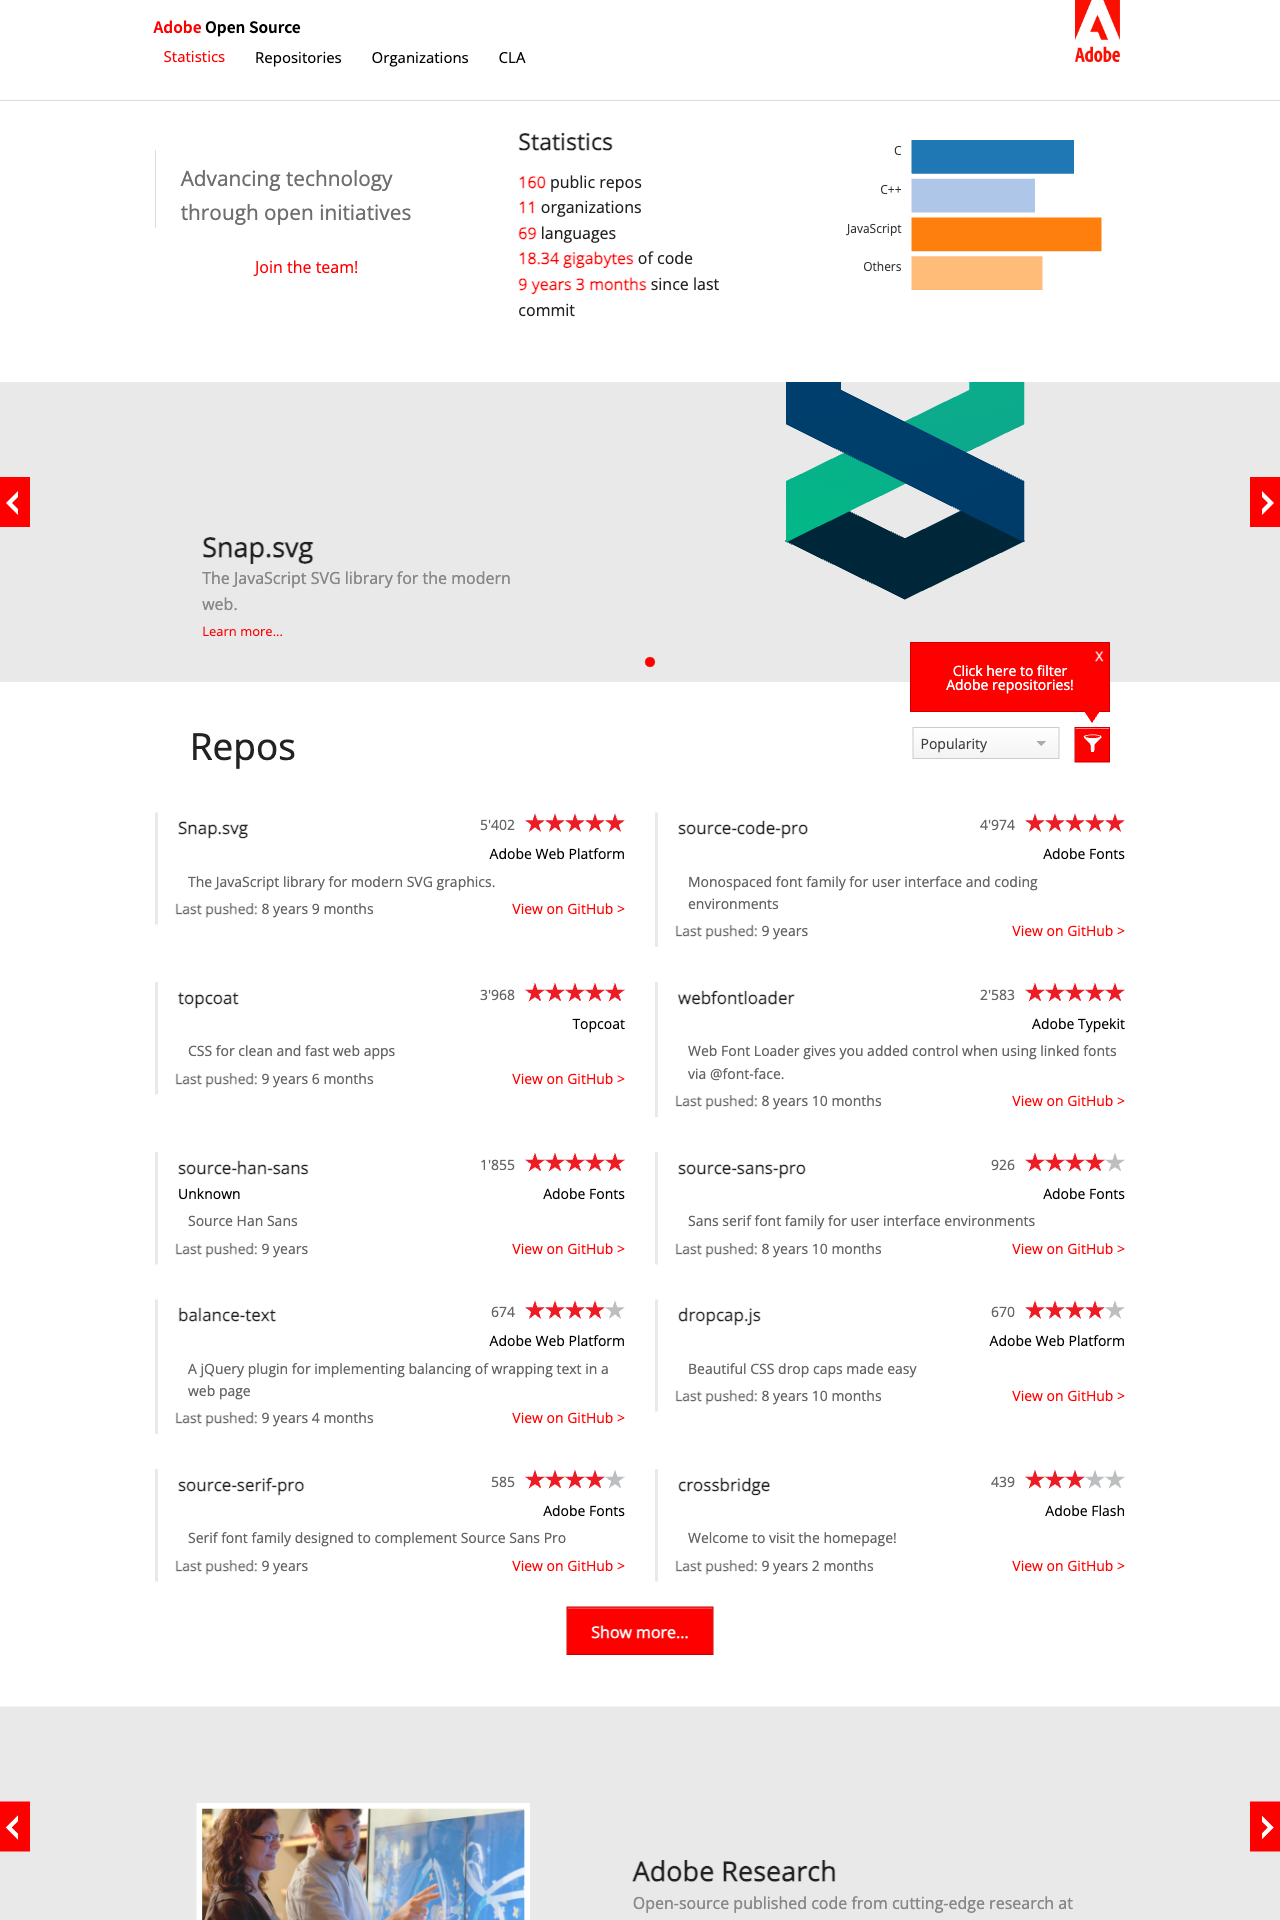 Adobe Open Source
Statistics Repositories Organizations CLA
Adobe
Advancing technology
through open initiatives
Join the team!
Statistics
160 public repos
11 organizations
69 languages
18.34 gigabytes of code
9 years 3 months since last
commit
C
C++
JavaScript
Others
Snap.svg
The JavaScript SVG library for the modern
web.
Learn more...
X
Click here to filter
Adobe repositories!
Repos
Popularity
Snap.svg 5'402
Adobe Web Platform
The JavaScript library for modern SVG graphics.
Last pushed: 8 years 9 months View on GitHub >
source-code-pro 4'974
Adobe Fonts
Monospaced font family for user interface and coding
environments
Last pushed: 9 years View on GitHub >
topcoat 3'968
Topcoat
CSS for clean and fast web apps
Last pushed: 9 years 6 months View on GitHub >
webfontloader 2'583
Adobe Typekit
Web Font Loader gives you added control when using linked fonts
via @font-face.
Last pushed: 8 years 10 months View on GitHub >
source-han-sans 1'855
Unknown Adobe Fonts
Source Han Sans
Last pushed: 9 years View on GitHub >
source-sans-pro 926
Adobe Fonts
Sans serif font family for user interface environments
Last pushed: 8 years 10 months View on GitHub >
balance-text 674
Adobe Web Platform
A jQuery plugin for implementing balancing of wrapping text in a
web page
Last pushed: 9 years 4 months View on GitHub >
dropcap.js 670
Adobe Web Platform
Beautiful CSS drop caps made easy
Last pushed: 8 years 10 months View on GitHub >
source-serif-pro 585
Adobe Fonts
Serif font family designed to complement Source Sans Pro
Last pushed: 9 years View on GitHub >
crossbridge 439
Adobe Flash
Welcome to visit the homepage!
Last pushed: 9 years 2 months View on GitHub >
Show more...
Adobe Research
Open-source published code from cutting-edge research at